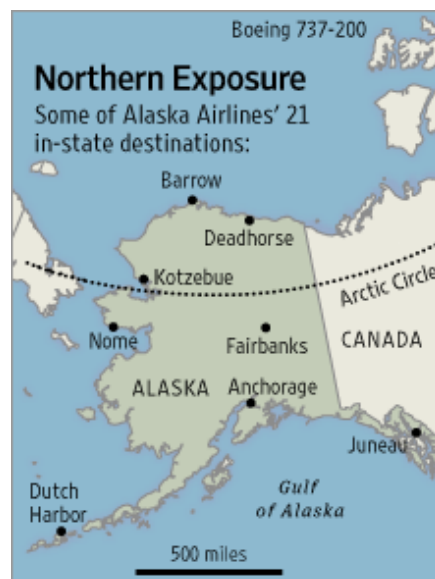 Boeing 737-200
Northern Exposure
Some of Alaska Airlines' 21
in-state destinations:
Barrow
Deadhorse
Kotzebue
Arctic Circle
Nome
Fairbanks
CANADA
ALASKA
Anchorage
Juneau
Dutch
Harbor
Gulf
of Alaska
500 miles